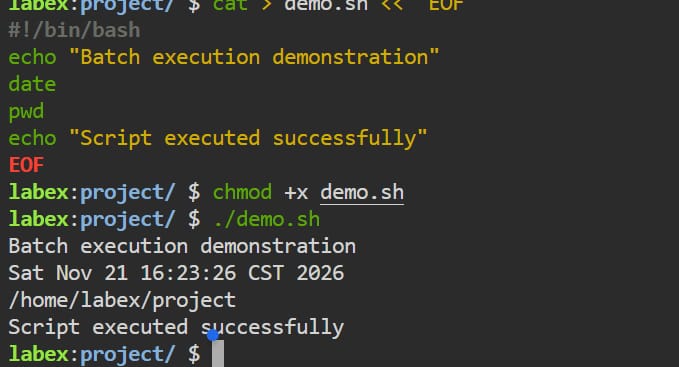 labex:project/ $ cat > demo.sh << 'EOF'
#!/bin/bash
echo "Batch execution demonstration"
date
pwd
echo "Script executed successfully"
EOF
labex:project/ $ chmod +x demo.sh
labex:project/ $ ./demo.sh
Batch execution demonstration
Sat Nov 21 16:23:26 CST 2026
/home/labex/project
Script executed successfully
labex:project/ $